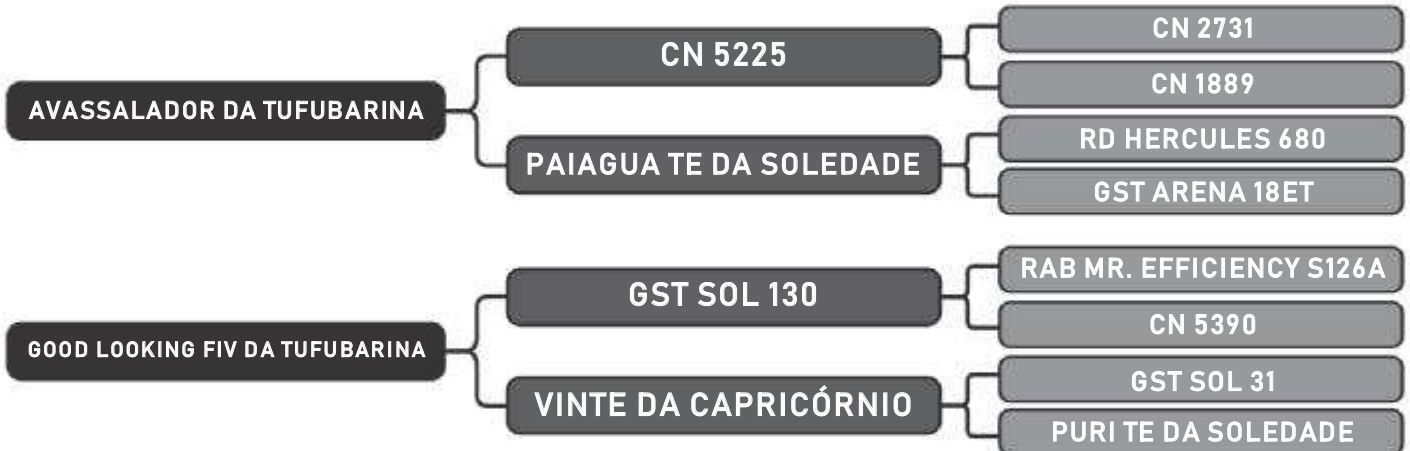 CN 2731
CN 5225
CN 1889
AVASSALADOR DA TUFUBARINA
RD HERCULES 680
PAIAGUA TE DA SOLEDADE
GST ARENA 18ET
RAB MR. EFFICIENCY S126A
GST SOL 130
CN 5390
GOOD LOOKING FIV DA TUFUBARINA
GST SOL 31
VINTE DA CAPRICÓRNIO
PURI TE DA SOLEDADE